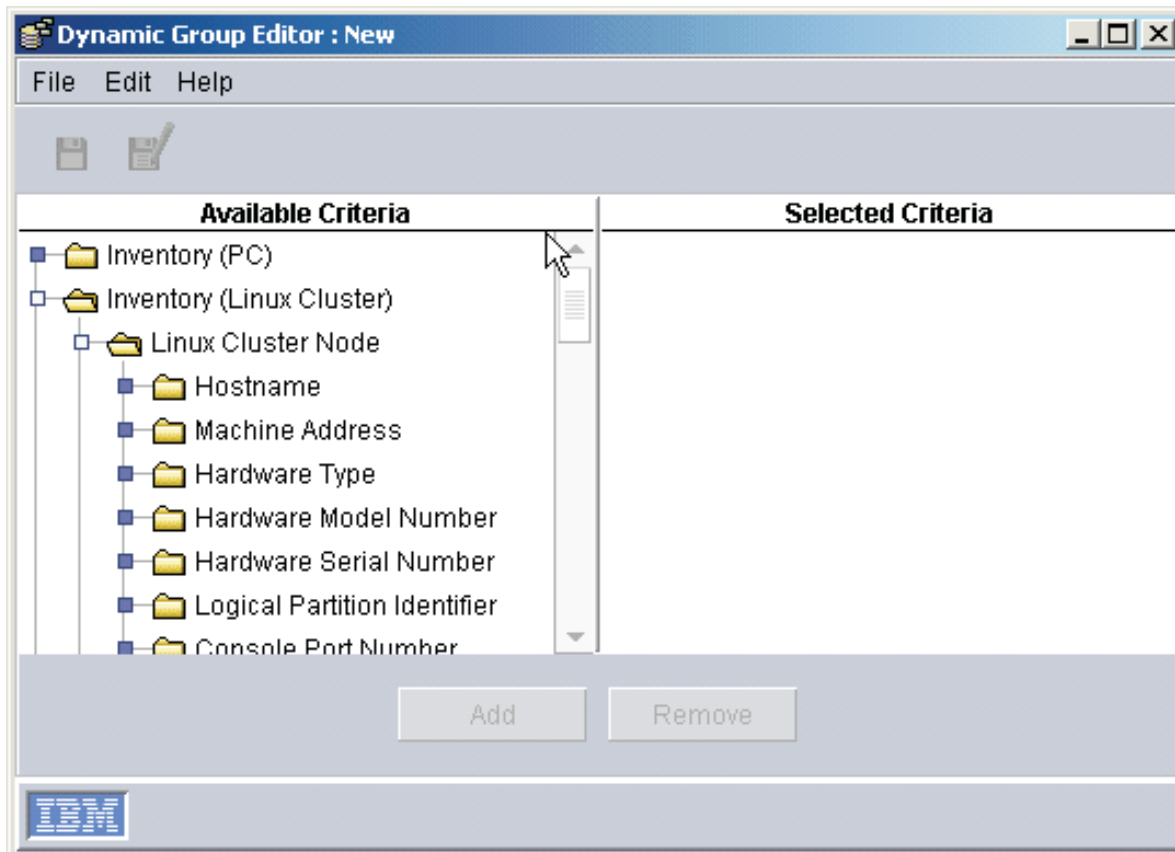 Dynamic Group Editor : New
File Edit Help
Available Criteria
Selected Criteria
Inventory (PC)
Inventory (Linux Cluster)
Linux Cluster Node
Hostname
Machine Address
Hardware Type
Hardware Model Number
Hardware Serial Number
Logical Partition Identifier
Console Port Number
Add
Remove
IBM